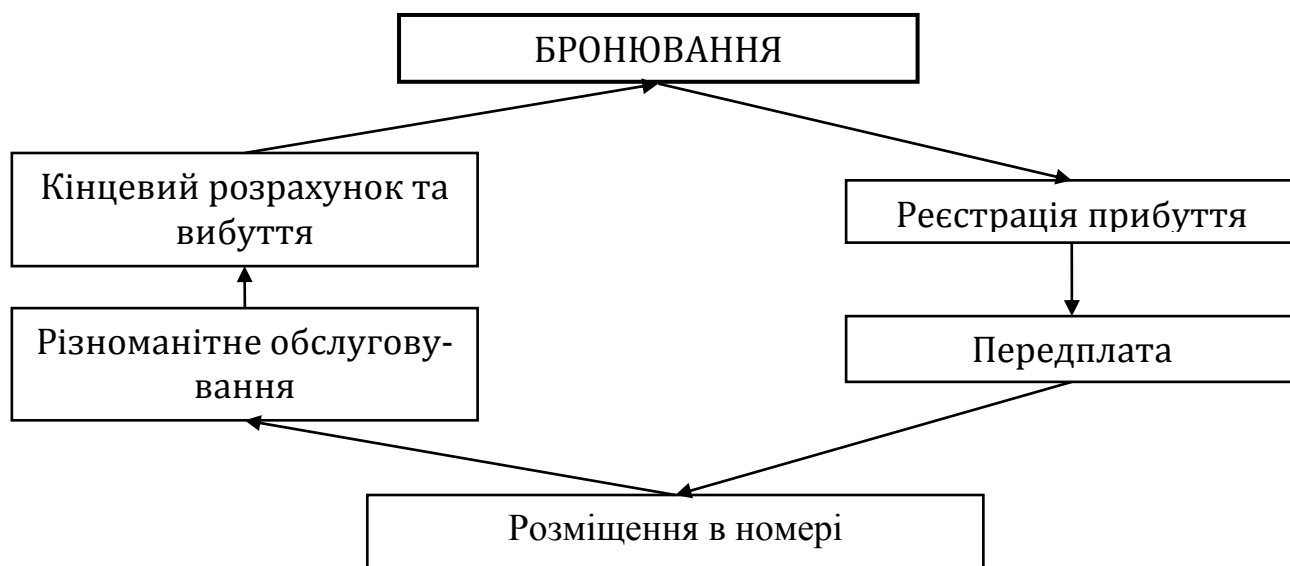 БРОНЮВАННЯ
Кінцевий розрахунок та
вибуття
Реєстрація прибуття
Різноманітне обслугову-
вання
Передплата
Розміщення в номері